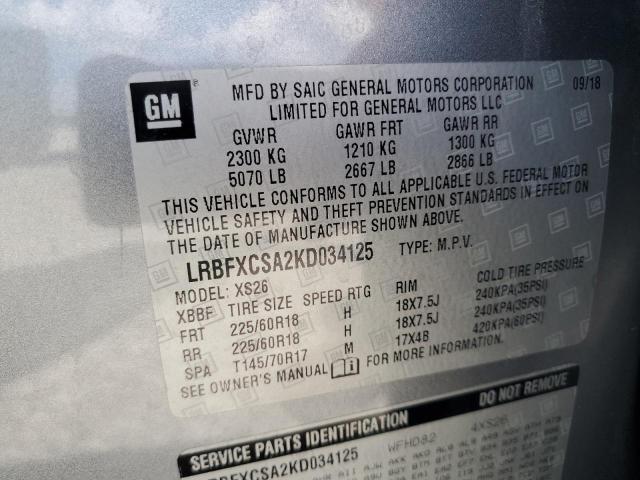 GM
MFD BY SAIC GENERAL MOTORS CORPORATION 09/18
LIMITED FOR GENERAL MOTORS LLC
GVWR GAWR FRT GAWR RR
2300 KG 1210 KG 1300 KG
5070 LB 2667 LB 2866 LB
THIS VEHICLE CONFORMS TO ALL APPLICABLE U.S. FEDERAL MOTOR
VEHICLE SAFETY AND THEFT PREVENTION STANDARDS IN EFFECT ON
THE DATE OF MANUFACTURE SHOWN ABOVE.
LRBFXCSA2KD034125 TYPE: M.P.V.
MODEL: XS26
XBBF TIRE SIZE SPEED RTG RIM COLD TIRE PRESSURE
FRT 225/60R18 H 18X7.5J 240KPA(35PSI)
RR 225/60R18 H 18X7.5J 240KPA(35PSI)
SPA T145/70R17 M 17X4B 420KPA(60PSI)
SEE OWNER'S MANUAL FOR MORE INFORMATION.
SERVICE PARTS IDENTIFICATION DO NOT REMOVE
LRBFXCSA2KD034125 WFHD82 4XS26